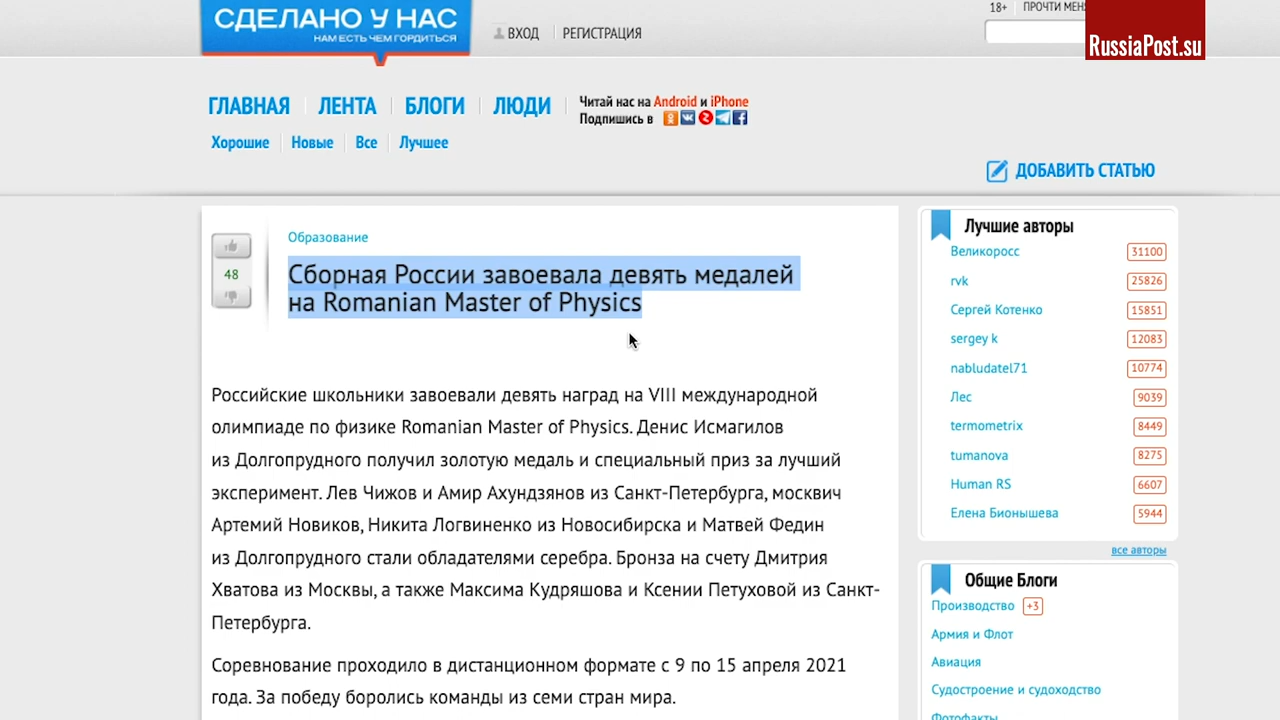 СДЕЛАНО У НАС
НАМ ЕСТЬ ЧЕМ ГОРДИТЬСЯ
ВХОД
РЕГИСТРАЦИЯ
18+
ПРОЧТИ
RussiaPost.su
ГЛАВНАЯ
ЛЕНТА
БЛОГИ
ЛЮДИ
Читай нас на Android и iPhone
Подпишись в
Хорошие
Новые
Все
Лучшее
ДОБАВИТЬ СТАТЬЮ
48
Образование
Сборная России завоевала девять медалей
на Romanian Master of Physics
Российские школьники завоевали девять наград на VIII международной
олимпиаде по физике Romanian Master of Physics. Денис Исмагилов
из Долгопрудного получил золотую медаль и специальный приз за лучший
эксперимент. Лев Чижов и Амир Ахундзянов из Санкт-Петербурга, москвич
Артемий Новиков, Никита Логвиненко из Новосибирска и Матвей Федин
из Долгопрудного стали обладателями серебра. Бронза на счету Дмитрия
Хватова из Москвы, а также Максима Кудряшова и Ксении Петуховой из Санкт-
Петербурга.
Соревнование проходило в дистанционном формате с 9 по 15 апреля 2021
года. За победу боролись команды из семи стран мира.
Лучшие авторы
Великоросс 31100
rvk 25826
Сергей Котенко 15851
sergey k 12083
nabludatel71 10774
Лес 9039
termometrix 8449
tumanova 8275
Human RS 6607
Елена Бионышева 5944
все авторы
Общие Блоги
Производство +3
Армия и Флот
Авиация
Судостроение и судоходство
Фотофакты